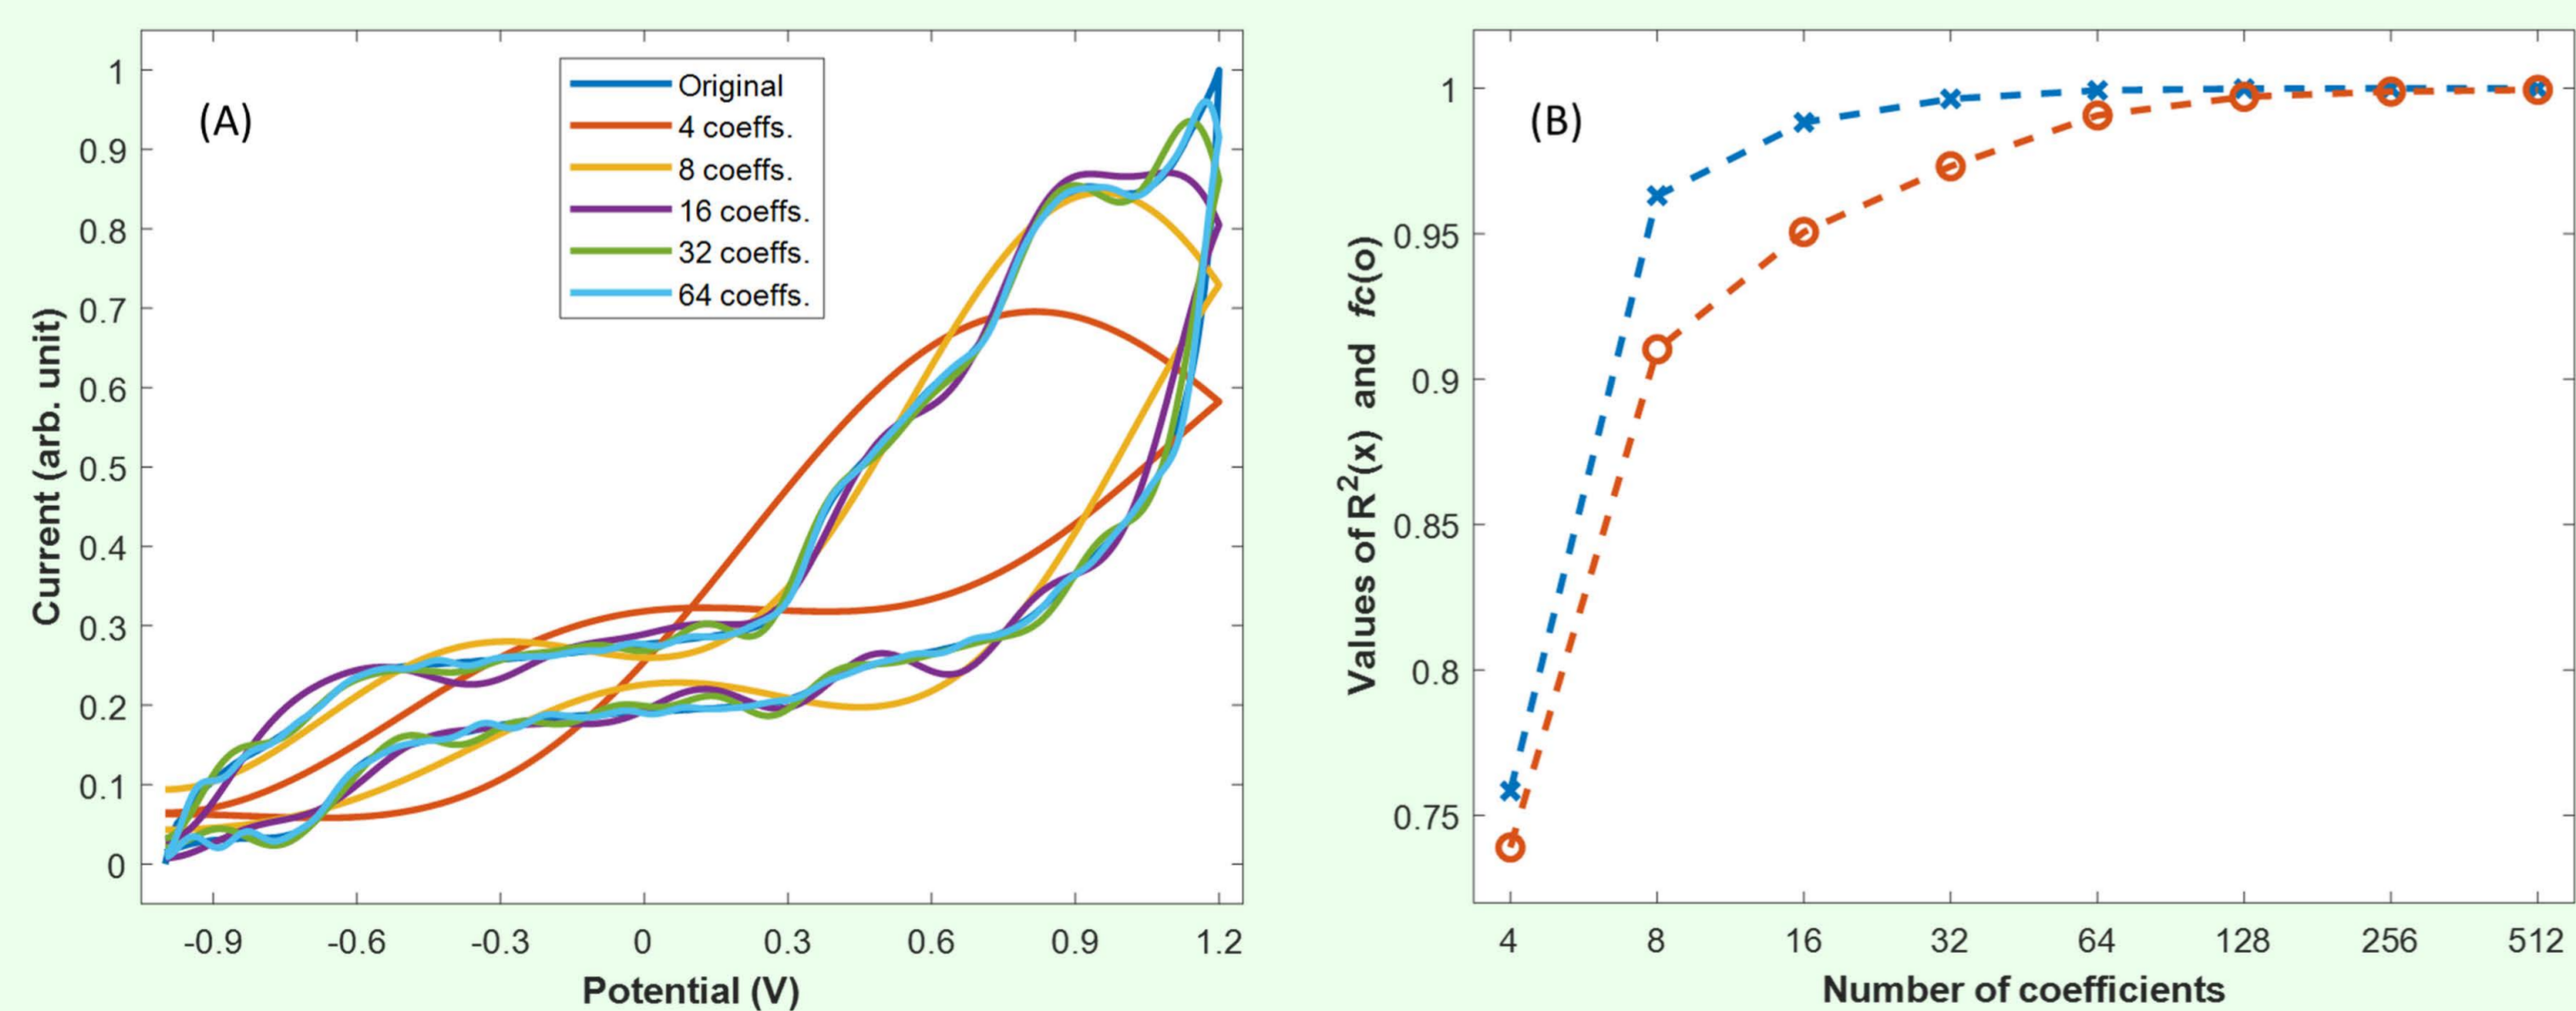 (A)
Original
4 coeffs.
8 coeffs.
16 coeffs.
32 coeffs.
64 coeffs.
1
0.9
0.8
0.7
0.6
0.5
0.4
0.3
0.2
0.1
0
Current (arb. unit)
-0.9 -0.6 -0.3 0 0.3 0.6 0.9 1.2
Potential (V)
(B)
1
0.95
0.9
0.85
0.8
0.75
Values of R²(x) and fc(o)
4 8 16 32 64 128 256 512
Number of coefficients